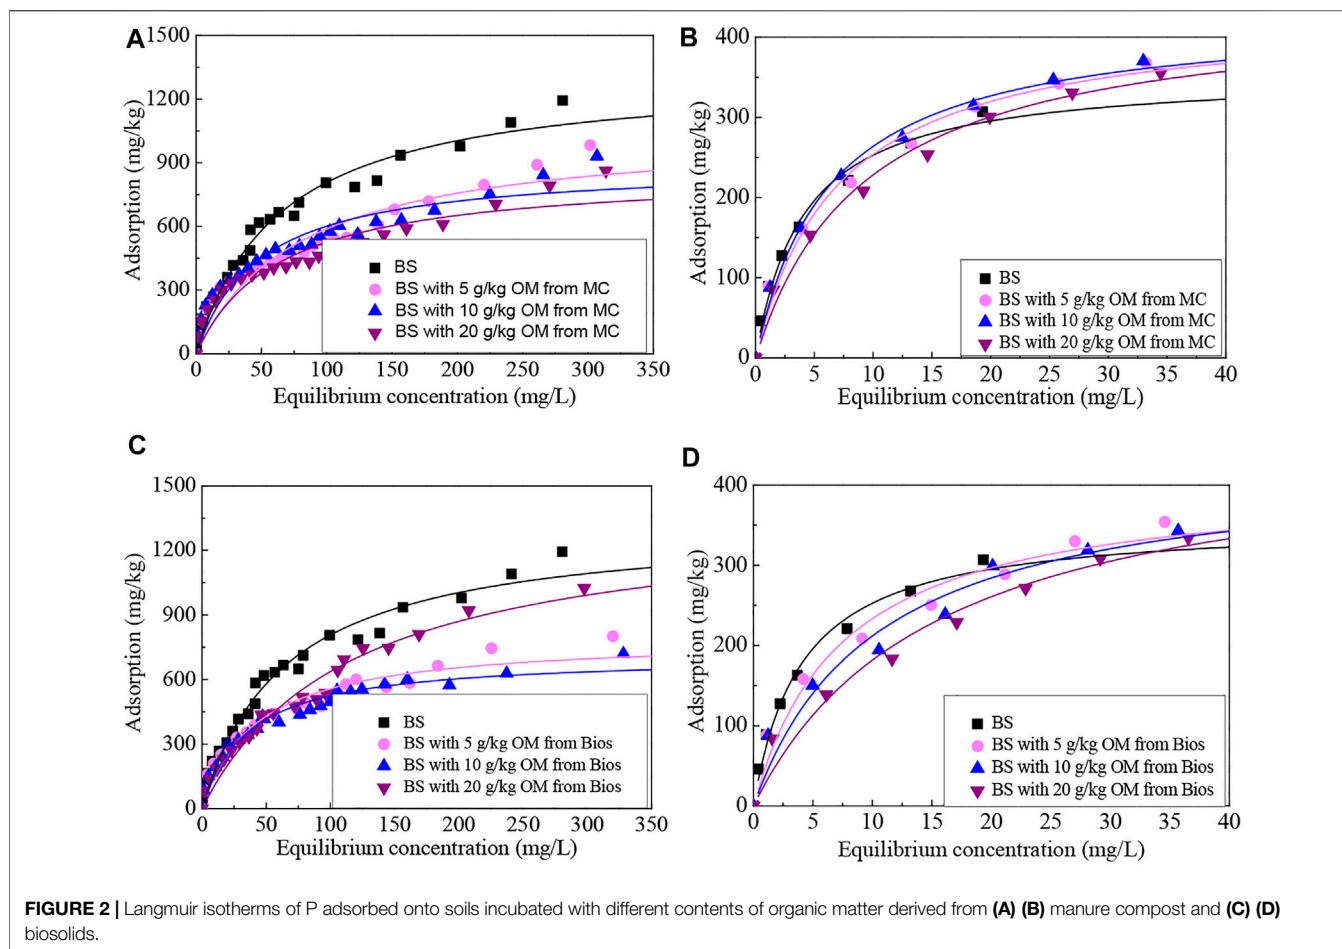 A
1500
1200
900
600
300
0
Adsorption (mg/kg)
BS
BS with 5 g/kg OM from MC
BS with 10 g/kg OM from MC
BS with 20 g/kg OM from MC
0 50 100 150 200 250 300 350
Equilibrium concentration (mg/L)
B
400
300
200
100
0
Adsorption (mg/kg)
BS
BS with 5 g/kg OM from MC
BS with 10 g/kg OM from MC
BS with 20 g/kg OM from MC
0 5 10 15 20 25 30 35 40
Equilibrium concentration (mg/L)
C
1500
1200
900
600
300
0
Adsorption (mg/kg)
BS
BS with 5 g/kg OM from Bios
BS with 10 g/kg OM from Bios
BS with 20 g/kg OM from Bios
0 50 100 150 200 250 300 350
Equilibrium concentration (mg/L)
D
400
300
200
100
0
Adsorption (mg/kg)
BS
BS with 5 g/kg OM from Bios
BS with 10 g/kg OM from Bios
BS with 20 g/kg OM from Bios
0 5 10 15 20 25 30 35 40
Equilibrium concentration (mg/L)
FIGURE 2 | Langmuir isotherms of P adsorbed onto soils incubated with different contents of organic matter derived from (A) (B) manure compost and (C) (D)
biosolids.